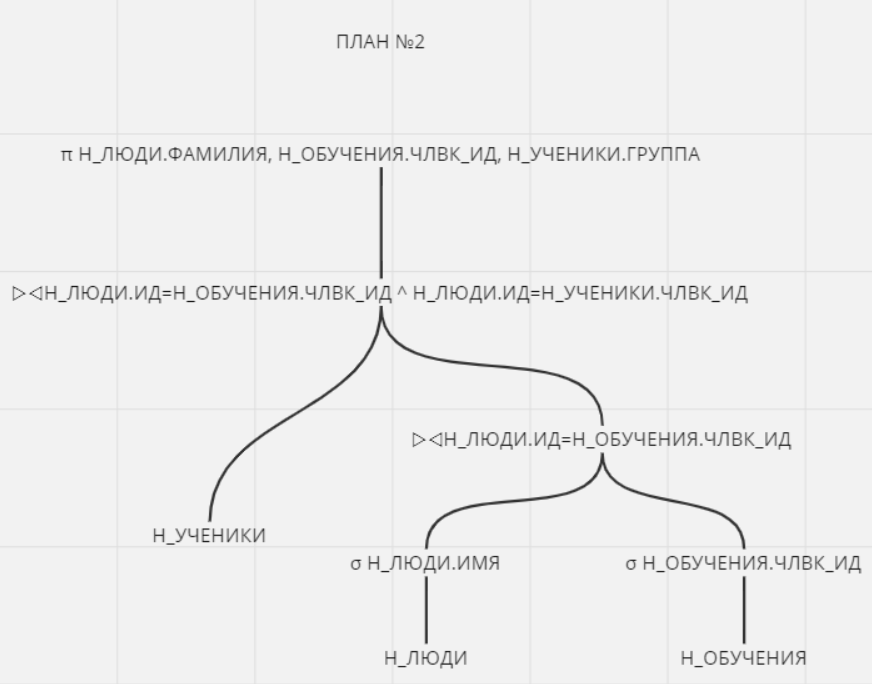 ПЛАН №2
π Н_ЛЮДИ.ФАМИЛИЯ, Н_ОБУЧЕНИЯ.ЧЛВК_ИД, Н_УЧЕНИКИ.ГРУППА
▷◁Н_ЛЮДИ.ИД=Н_ОБУЧЕНИЯ.ЧЛВК_ИД ^ Н_ЛЮДИ.ИД=Н_УЧЕНИКИ.ЧЛВК_ИД
▷◁Н_ЛЮДИ.ИД=Н_ОБУЧЕНИЯ.ЧЛВК_ИД
Н_УЧЕНИКИ
σ Н_ЛЮДИ.ИМЯ
σ Н_ОБУЧЕНИЯ.ЧЛВК_ИД
Н_ЛЮДИ
Н_ОБУЧЕНИЯ